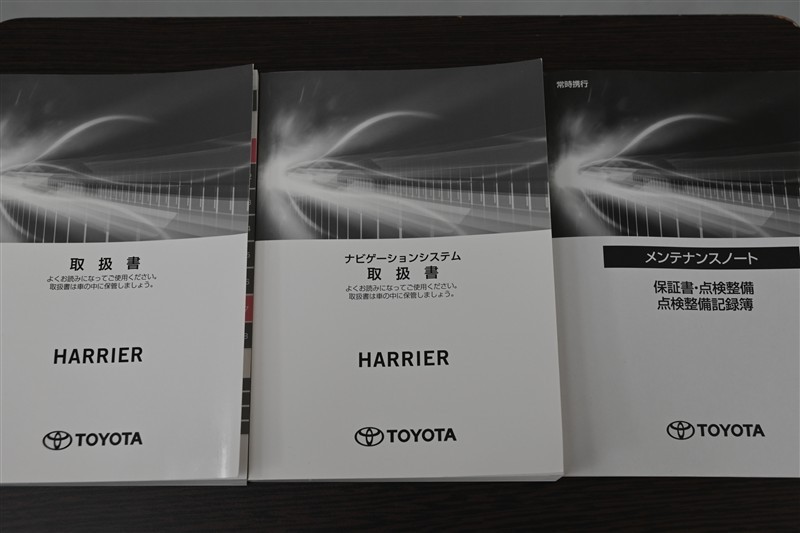 取扱書
よくお読みになってご使用ください。
取扱書は車の中に保管しましょう。
HARRIER
TOYOTA
ナビゲーションシステム
取扱書
よくお読みになってご使用ください。
取扱書は車の中に保管しましょう。
HARRIER
TOYOTA
常時携行
メンテナンスノート
保証書・点検整備
点検整備記録簿
TOYOTA